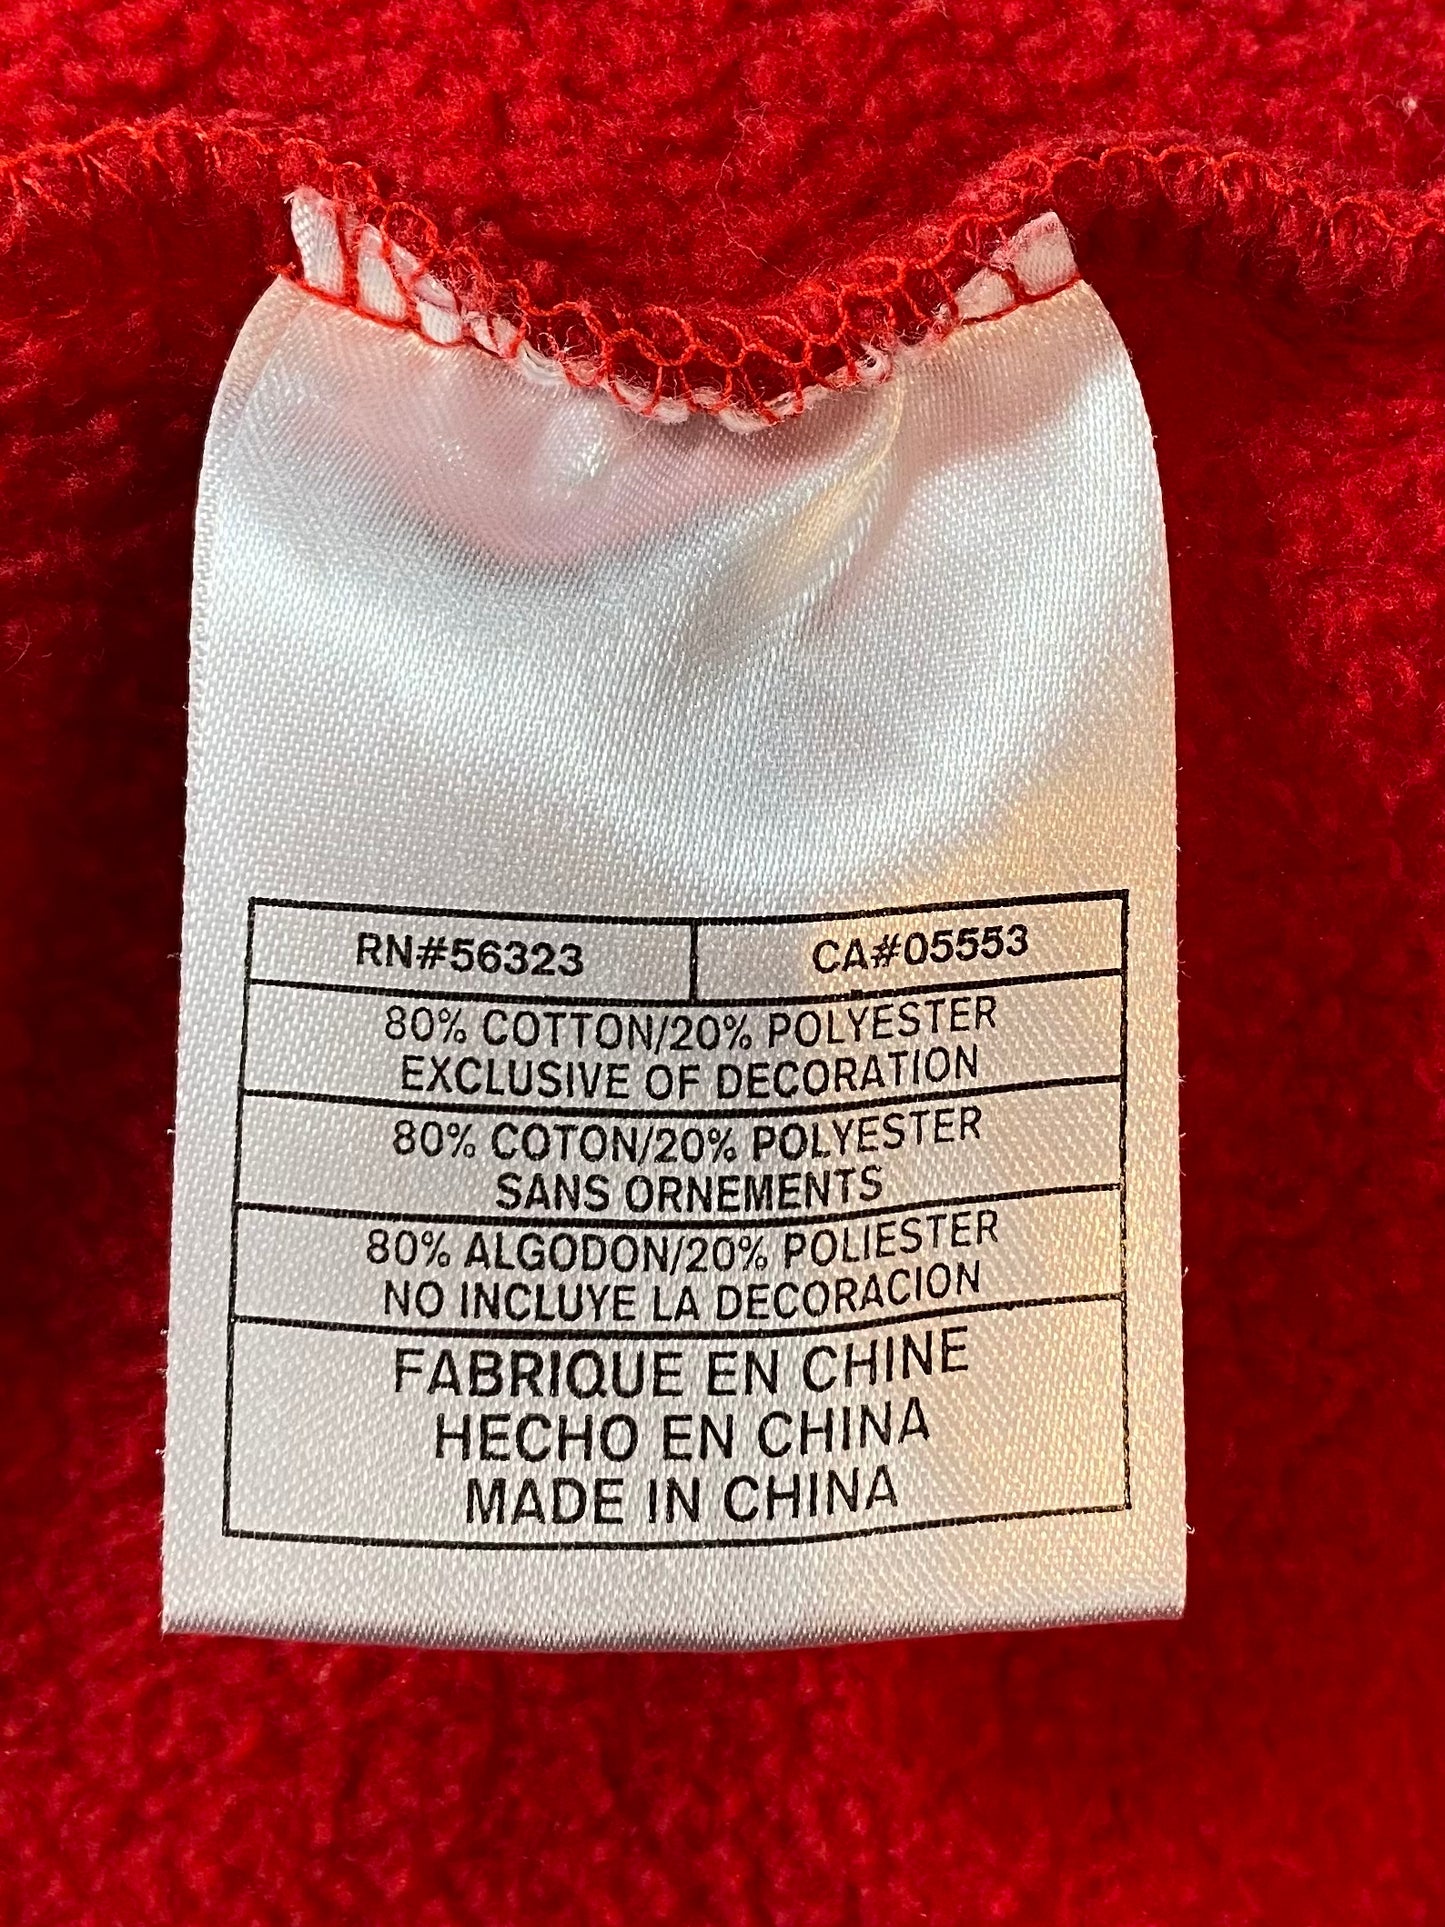 RN#56323 CA#05553
80% COTTON/20% POLYESTER
EXCLUSIVE OF DECORATION
80% COTON/20% POLYESTER
SANS ORNEMENTS
80% ALGODON/20% POLIESTER
NO INCLUYE LA DECORACION
FABRIQUE EN CHINE
HECHO EN CHINA
MADE IN CHINA